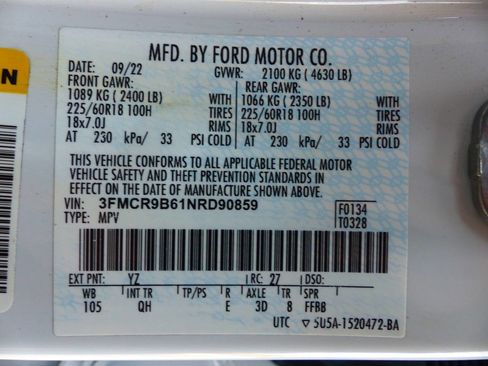 MFD. BY FORD MOTOR CO.
DATE: 09/22 GVWR: 2100 KG ( 4630 LB)
FRONT GAWR: REAR GAWR:
1089 KG ( 2400 LB) WITH 1066 KG ( 2350 LB) WITH
225/60R18 100H TIRES 225/60R18 100H TIRES
18x7.0J RIMS 18x7.0J RIMS
AT 230 kPa/ 33 PSI COLD AT 230 kPa/ 33 PSI COLD
THIS VEHICLE CONFORMS TO ALL APPLICABLE FEDERAL MOTOR
VEHICLE SAFETY AND THEFT PREVENTION STANDARDS IN
EFFECT ON THE DATE OF MANUFACTURE SHOWN ABOVE.
VIN: 3FMCR9B61NRD90859 F0134
TYPE: MPV T0328
EXT PNT: YZ RC: 27 DSO:
WB INT TR TP/PS R AXLE TR SPR
105 QH E 3D 8 FFBB
UTC ▽5U5A-1520472-BA